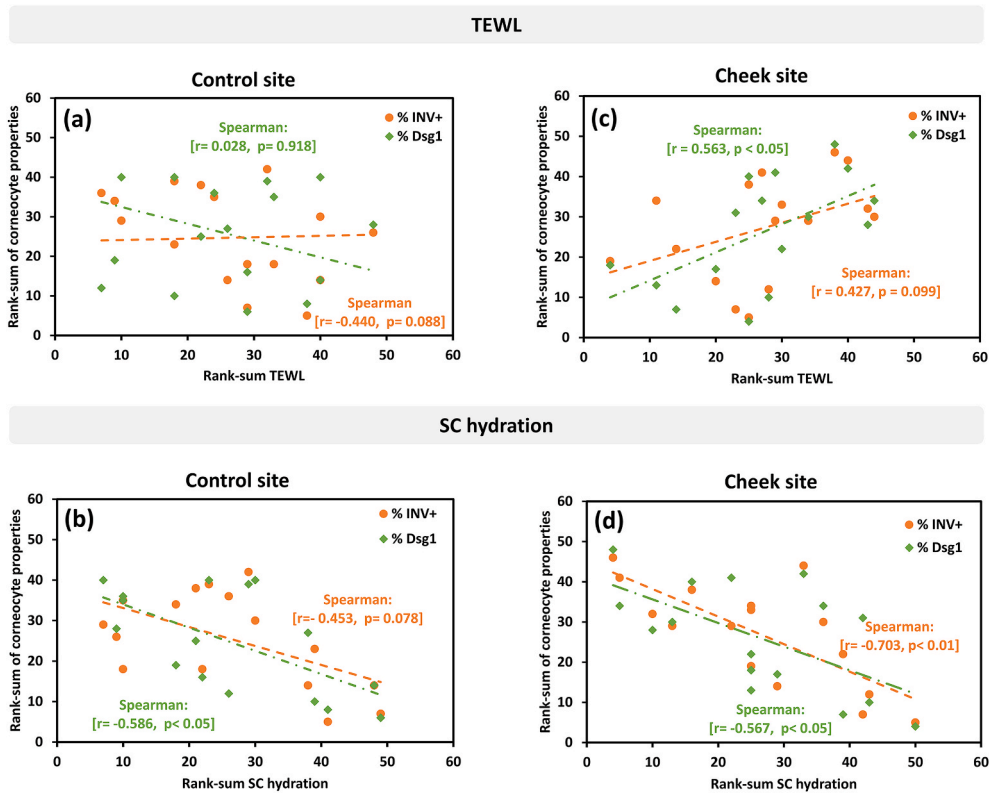 TEWL
Control site
(a)
% INV+
% Dsg1
Spearman:
[r= 0.028, p= 0.918]
Spearman
[r= -0.440, p= 0.088]
Rank-sum of corneocyte properties
60
50
40
30
20
10
0
0 10 20 30 40 50 60
Rank-sum TEWL
Cheek site
(c)
% INV+
% Dsg1
Spearman:
[r = 0.563, p < 0.05]
Spearman:
[r = 0.427, p = 0.099]
Rank-sum of corneocyte properties
60
50
40
30
20
10
0
0 10 20 30 40 50 60
Rank-sum TEWL
SC hydration
Control site
(b)
% INV+
% Dsg1
Spearman:
[r=- 0.453, p= 0.078]
Spearman:
[r= -0.586, p< 0.05]
Rank-sum of corneocyte properties
60
50
40
30
20
10
0
0 10 20 30 40 50 60
Rank-sum SC hydration
Cheek site
(d)
% INV+
% Dsg1
Spearman:
[r= -0.703, p< 0.01]
Spearman:
[r= -0.567, p< 0.05]
Rank-sum of corneocyte properties
60
50
40
30
20
10
0
0 10 20 30 40 50 60
Rank-sum SC hydration